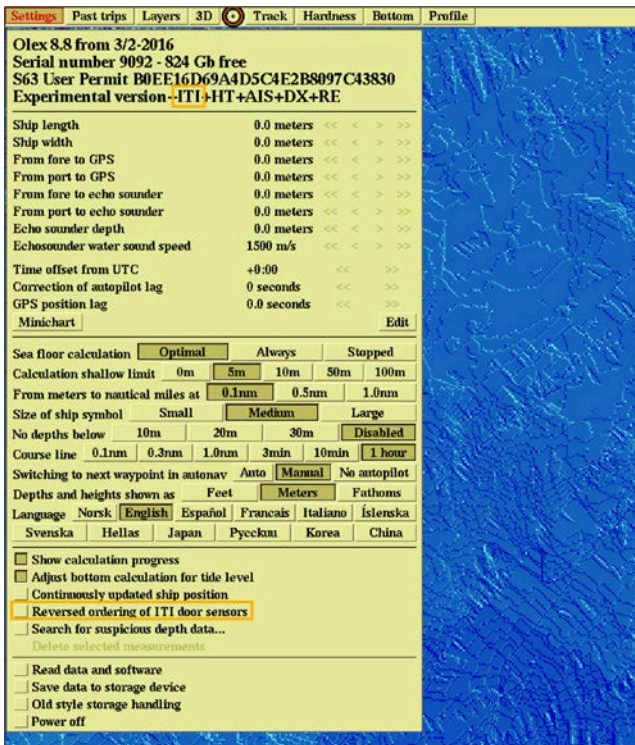 Settings Past trips Layers 3D Track Hardness Bottom Profile
Olex 8.8 from 3/2-2016
Serial number 9092 - 824 Gb free
S63 User Permit B0EE16D69A4D5C4E2B8097C43830
Experimental version--ITI+HT+AIS+DX+RE
Ship length 0.0 meters << < > >>
Ship width 0.0 meters << < > >>
From fore to GPS 0.0 meters << < > >>
From port to GPS 0.0 meters << < > >>
From fore to echo sounder 0.0 meters << < > >>
From port to echo sounder 0.0 meters << < > >>
Echo sounder depth 0.0 meters << < > >>
Echosounder water sound speed 1500 m/s << < > >>
Time offset from UTC +0:00 << >>
Correction of autopilot lag 0 seconds << >>
GPS position lag 0.0 seconds << >>
Minichart Edit
Sea floor calculation Optimal Always Stopped
Calculation shallow limit 0m 5m 10m 50m 100m
From meters to nautical miles at 0.1nm 0.5nm 1.0nm
Size of ship symbol Small Medium Large
No depths below 10m 20m 30m Disabled
Course line 0.1nm 0.3nm 1.0nm 3min 10min 1 hour
Switching to next waypoint in autonav Auto Manual No autopilot
Depths and heights shown as Feet Meters Fathoms
Language Norsk English Español Francais Italiano Íslenska
Svenska Hellas Japan Русский Korea China
Show calculation progress
Adjust bottom calculation for tide level
Continuously updated ship position
Reversed ordering of ITI door sensors
Search for suspicious depth data...
Delete selected measurements
Read data and software
Save data to storage device
Old style storage handling
Power off